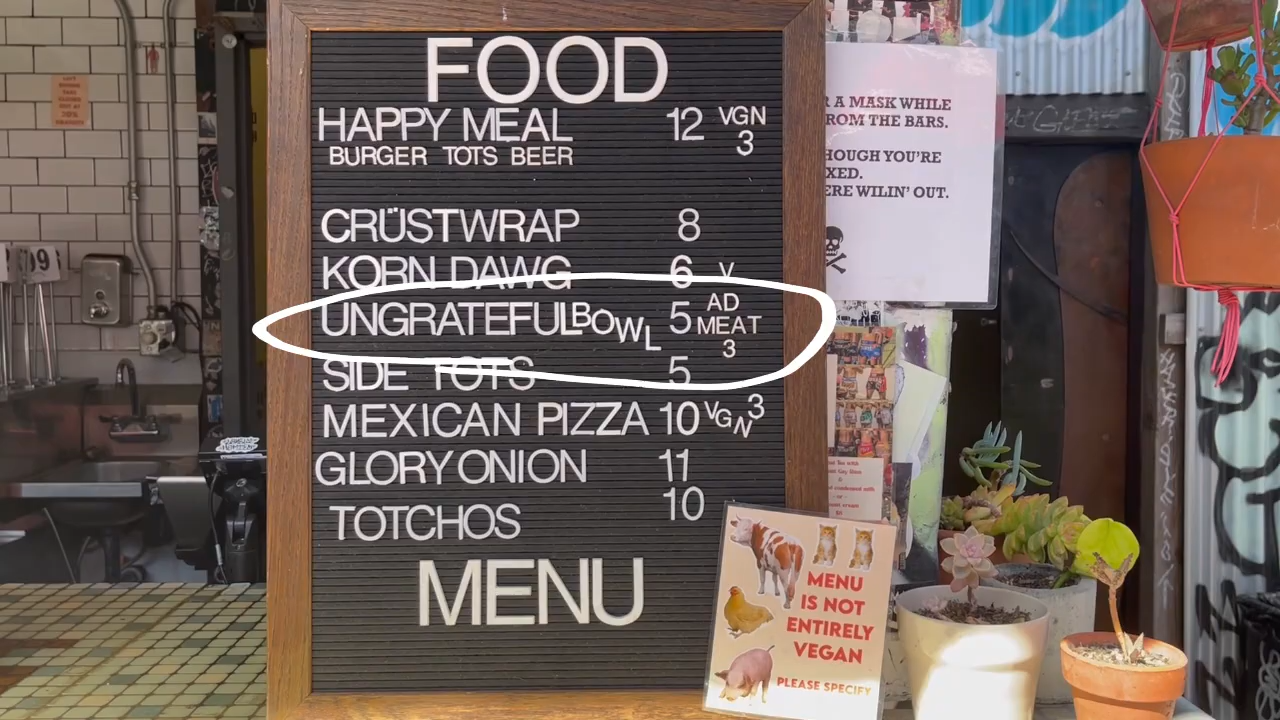 FOOD
HAPPY MEAL 12 VGN 3
BURGER TOTS BEER
CRÜSTWRAP 8
KORN DAWG 6 V
UNGRATEFULBOWL 5 AD MEAT 3
SIDE TOTS 5
MEXICAN PIZZA 10 VGN 3
GLORY ONION 11
TOTCHOS 10
MENU
R A MASK WHILE
ROM THE BARS.
HOUGH YOU'RE
XED.
ERE WILIN' OUT.
MENU
IS NOT
ENTIRELY
VEGAN
PLEASE SPECIFY